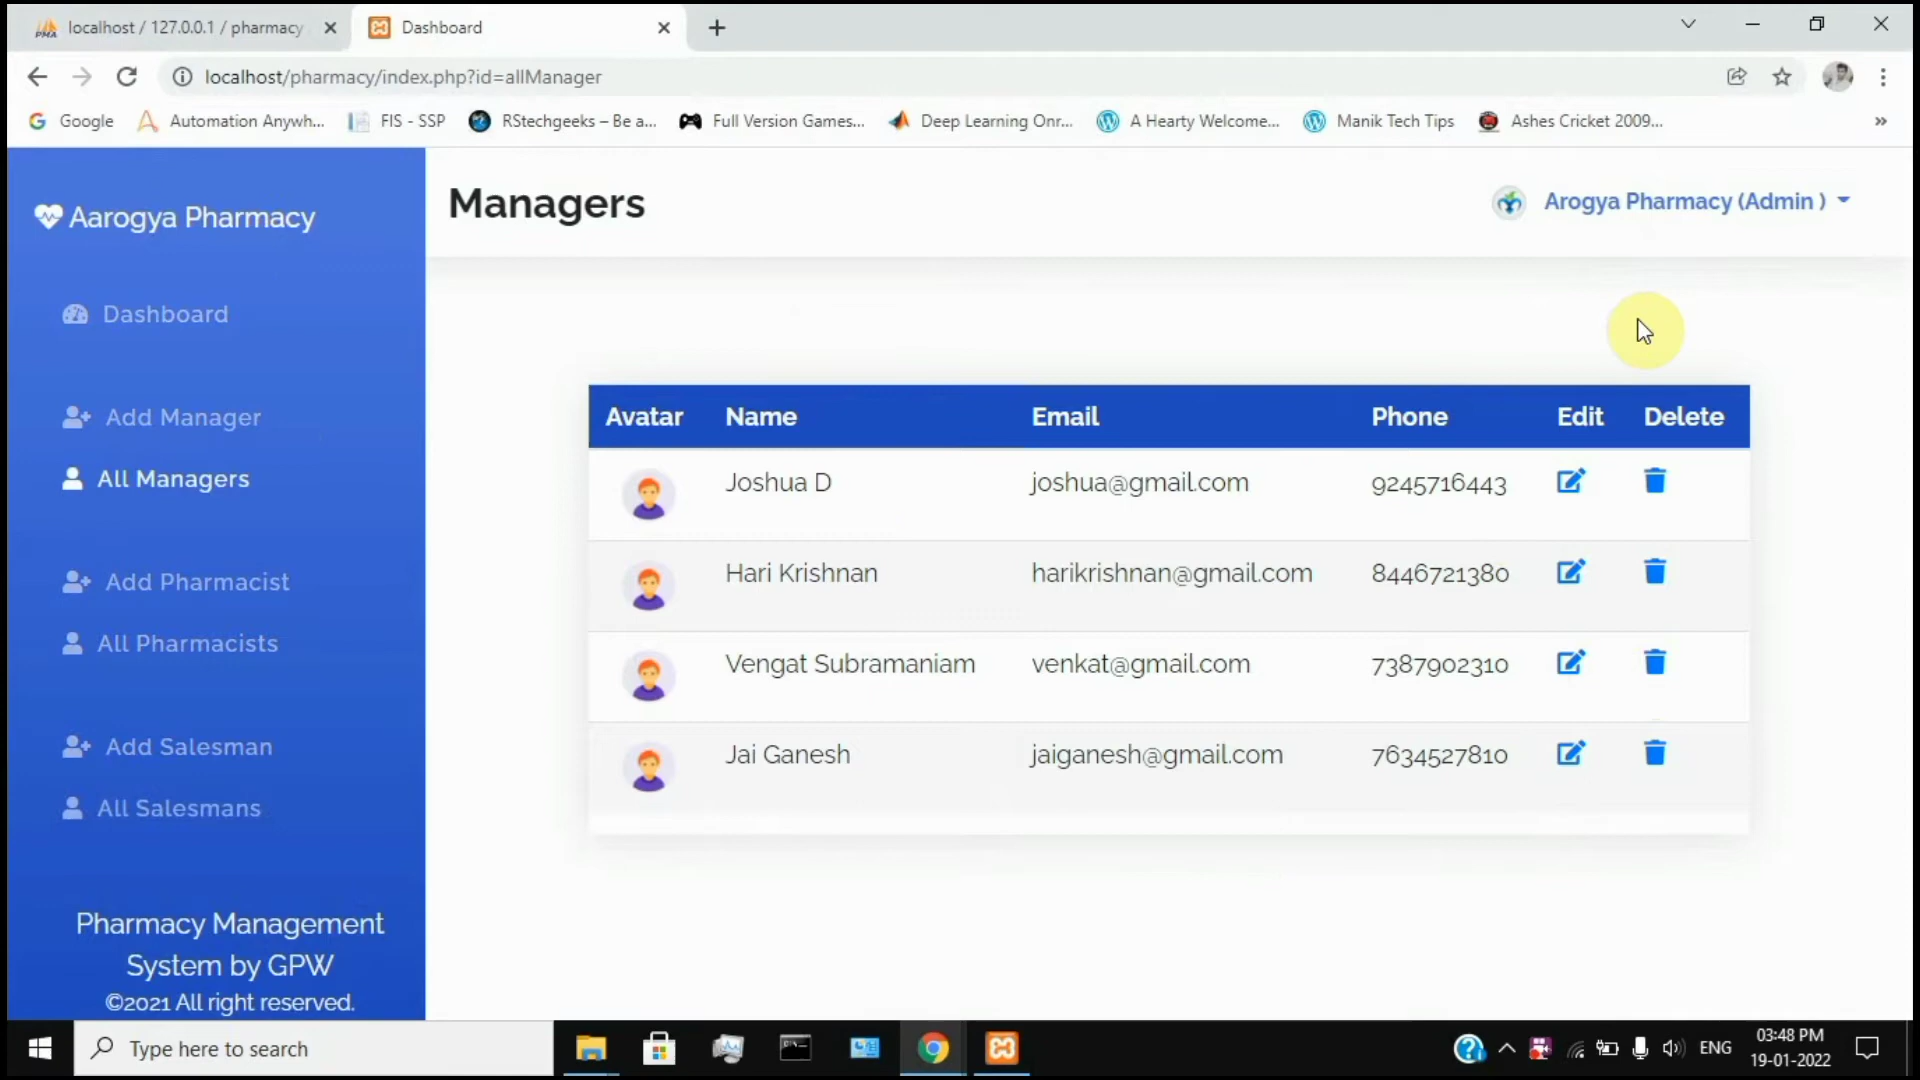 localhost / 127.0.0.1 / pharmacy
Dashboard
localhost/pharmacy/index.php?id=allManager
Google
Automation Anywh...
FIS - SSP
RStechgeeks – Be a...
Full Version Games...
Deep Learning Onr...
A Hearty Welcome...
Manik Tech Tips
Ashes Cricket 2009...
»
Aarogya Pharmacy
Dashboard
Add Manager
All Managers
Add Pharmacist
All Pharmacists
Add Salesman
All Salesmans
Pharmacy Management
System by GPW
©2021 All right reserved.
Managers
Arogya Pharmacy (Admin )
Avatar Name Email Phone Edit Delete
Joshua D joshua@gmail.com 9245716443
Hari Krishnan harikrishnan@gmail.com 8446721380
Vengat Subramaniam venkat@gmail.com 7387902310
Jai Ganesh jaiganesh@gmail.com 7634527810
Type here to search
ENG
03:48 PM
19-01-2022